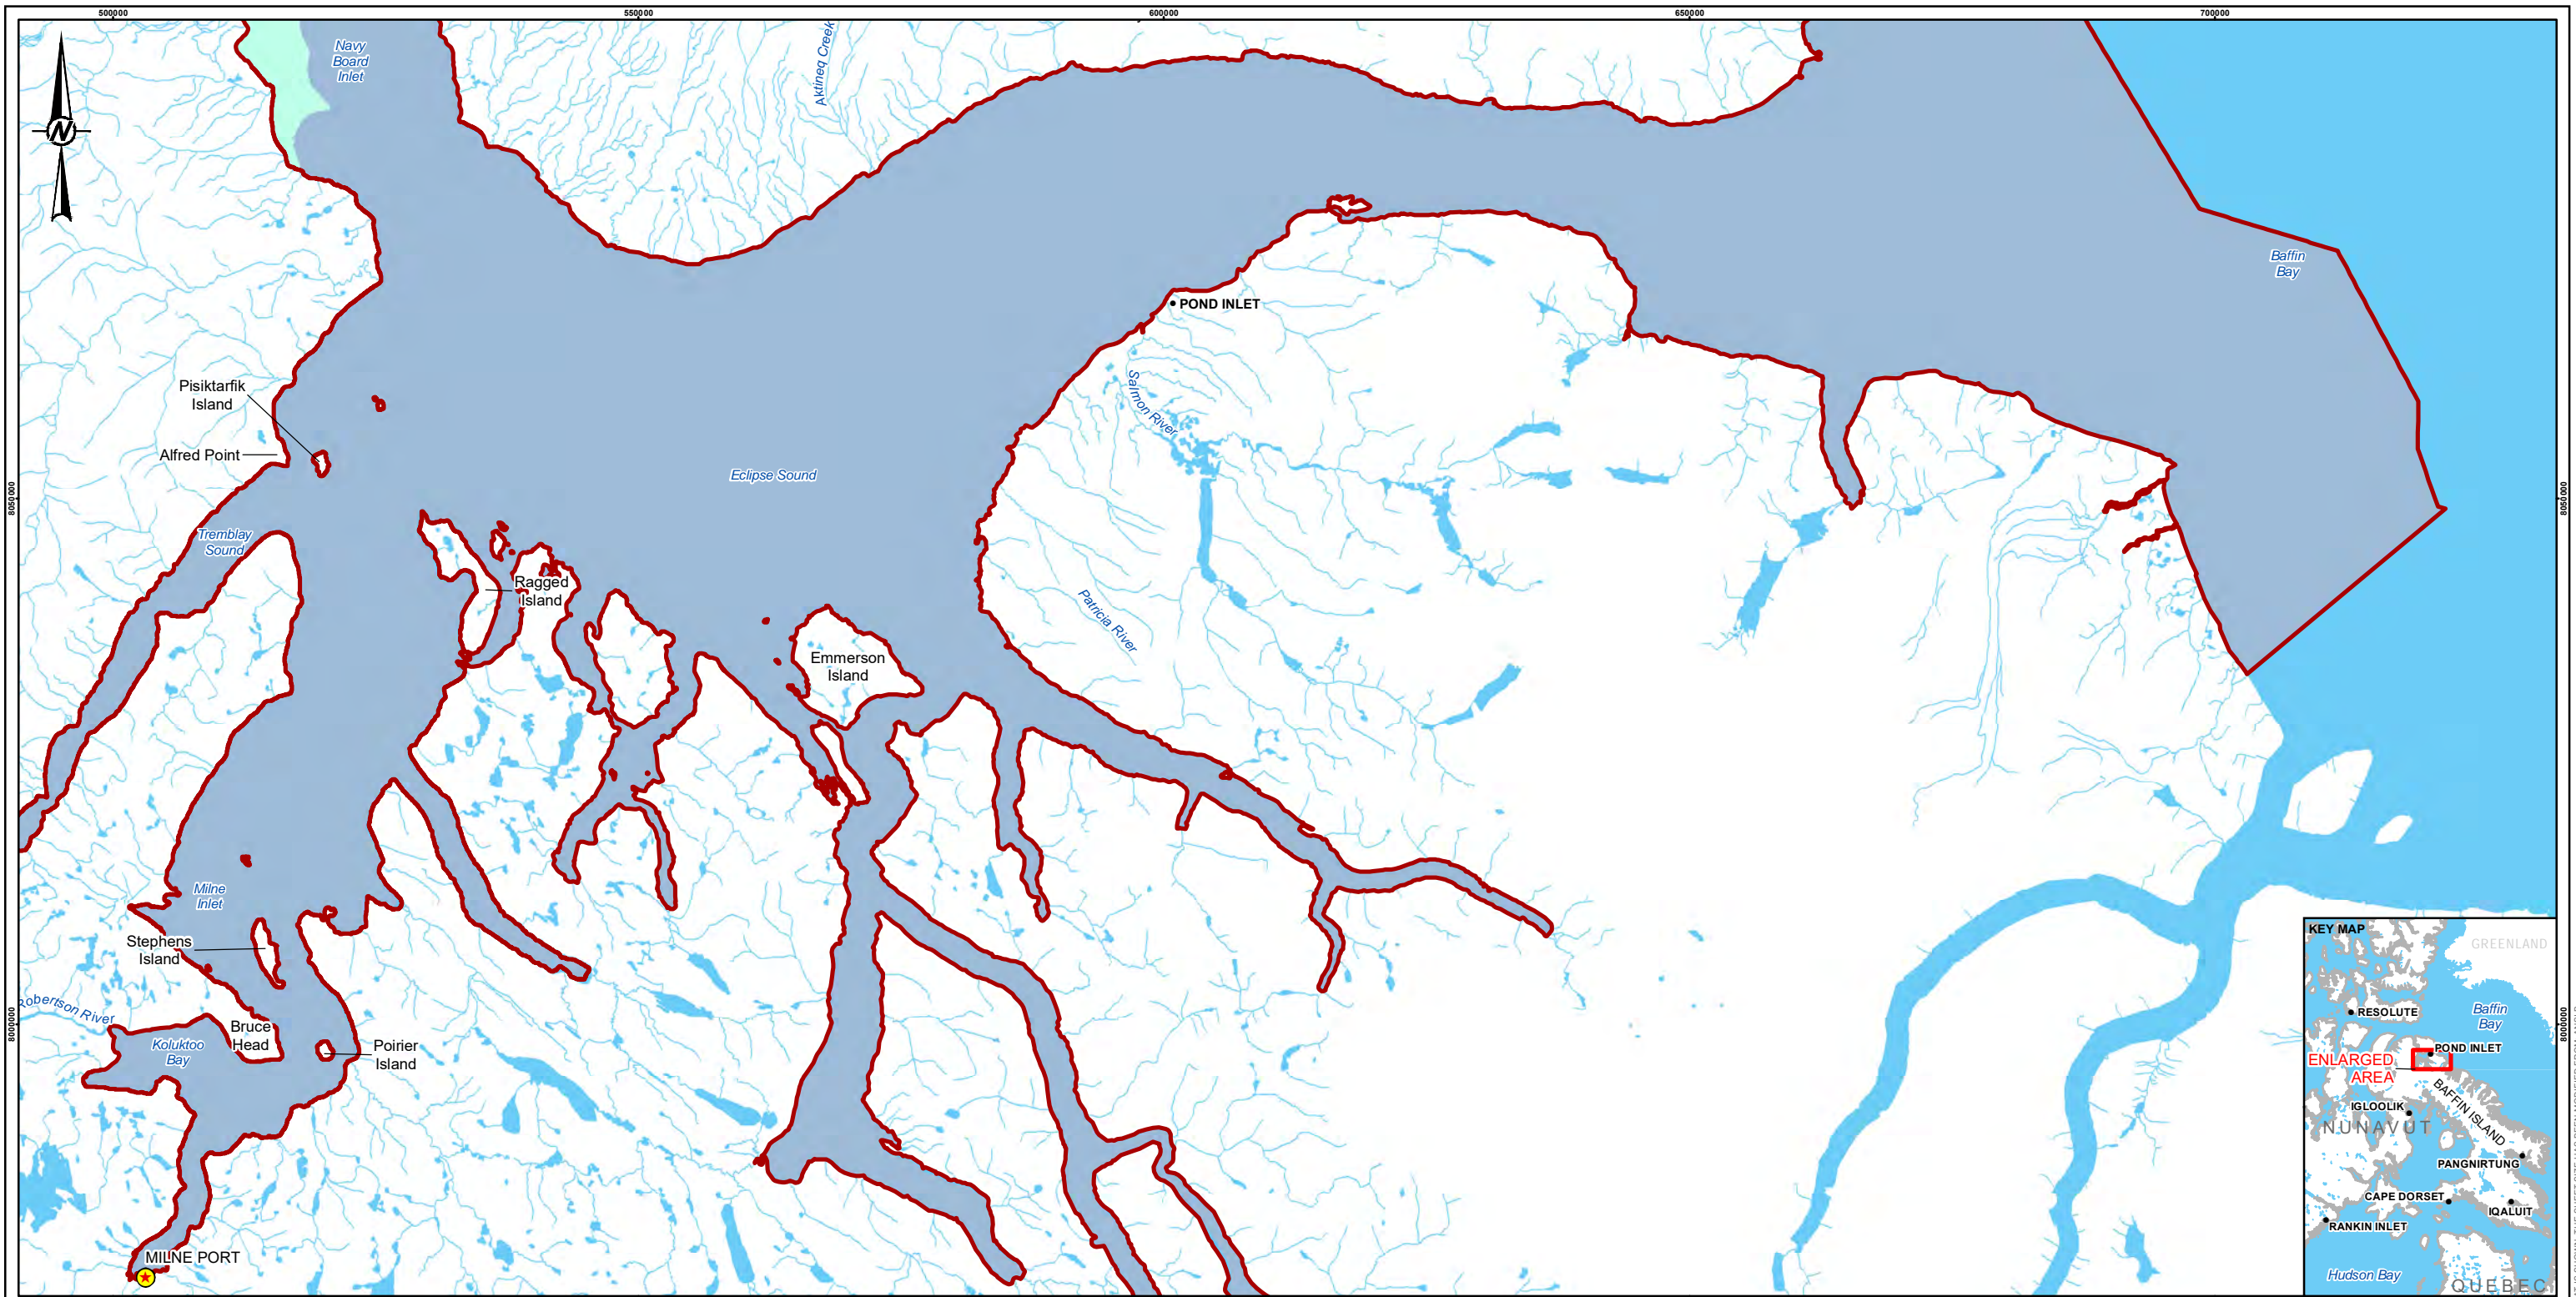 500000
550000
600000
650000
700000
Navy
Board
Inlet
Aktineq Creek
N
Baffin
Bay
POND INLET
Pisiktarfik
Island
Salmon River
Alfred Point
Eclipse Sound
8050000
8050000
Tremblay
Sound
Ragged
Island
Patricia River
Emmerson
Island
Milne
Inlet
Stephens
Island
Robertson River
Bruce
Head
Koluktoo
Bay
Poirier
Island
8000000
8000000
MILNE PORT
KEY MAP
GREENLAND
Baffin
Bay
RESOLUTE
POND INLET
ENLARGED
AREA
BAFFIN ISLAND
IGLOOLIK
NUNAVUT
PANGNIRTUNG
CAPE DORSET
IQALUIT
RANKIN INLET
Hudson Bay
QUEBEC